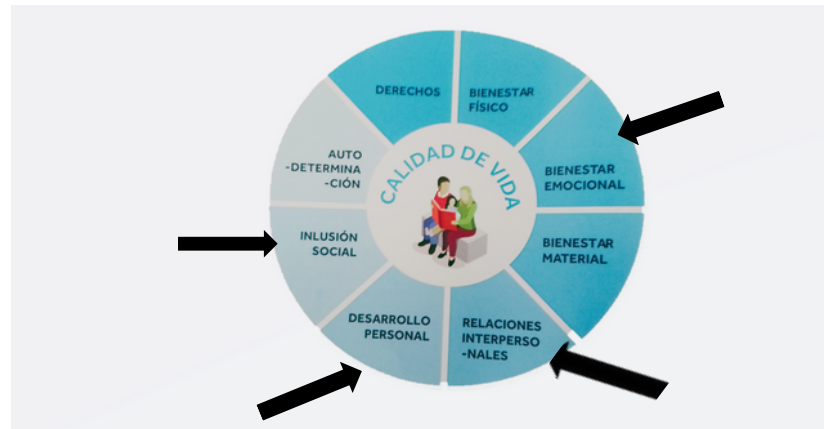 DERECHOS
BIENESTAR
FÍSICO
BIENESTAR
EMOCIONAL
BIENESTAR
MATERIAL
RELACIONES
INTERPERSO
-NALES
DESARROLLO
PERSONAL
INLUSIÓN
SOCIAL
AUTO
-DETERMINA
-CIÓN
CALIDAD DE VIDA